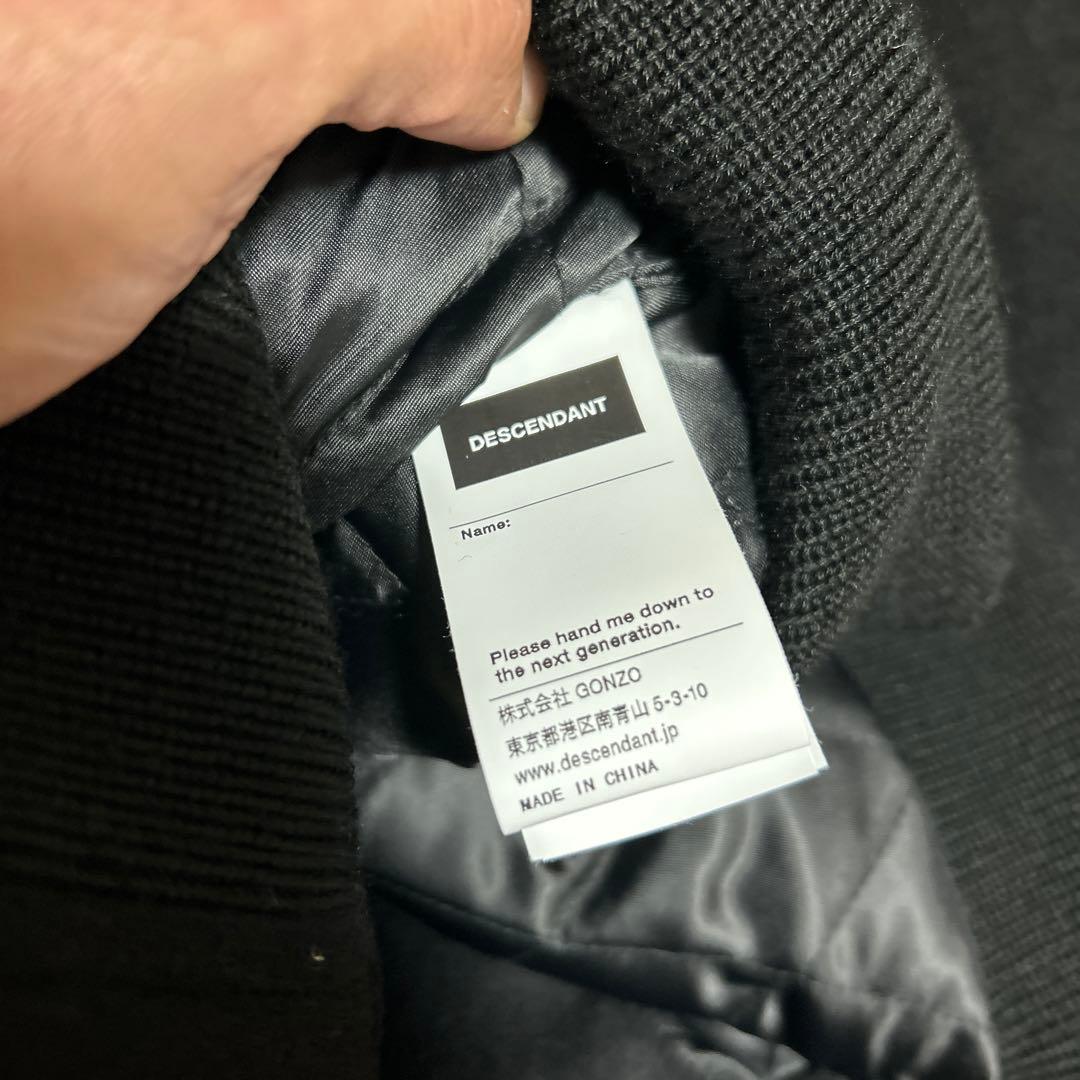 DESCENDANT
Name:
Please hand me down to
the next generation.
株式会社 GONZO
東京都港区南青山 5-3-10
www.descendant.jp
MADE IN CHINA